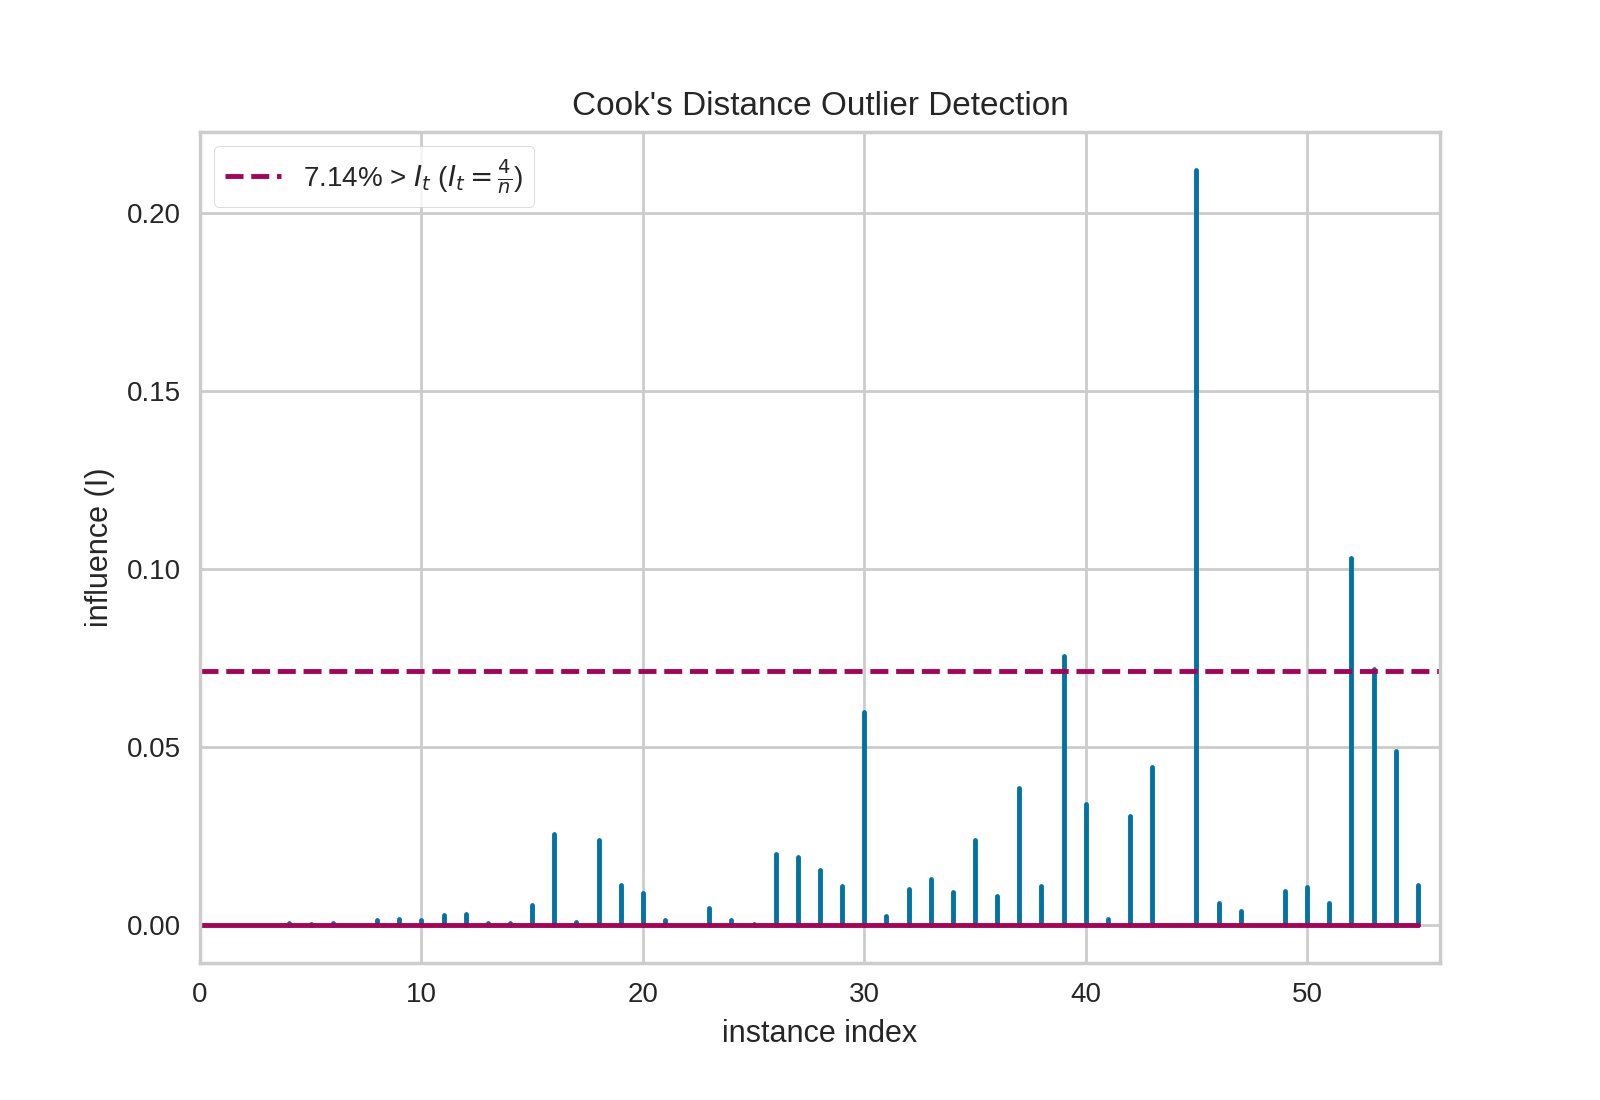 Cook's Distance Outlier Detection
7.14% > I_t (I_t = 4/n)
0.20
0.15
0.10
0.05
0.00
influence (I)
0 10 20 30 40 50
instance index